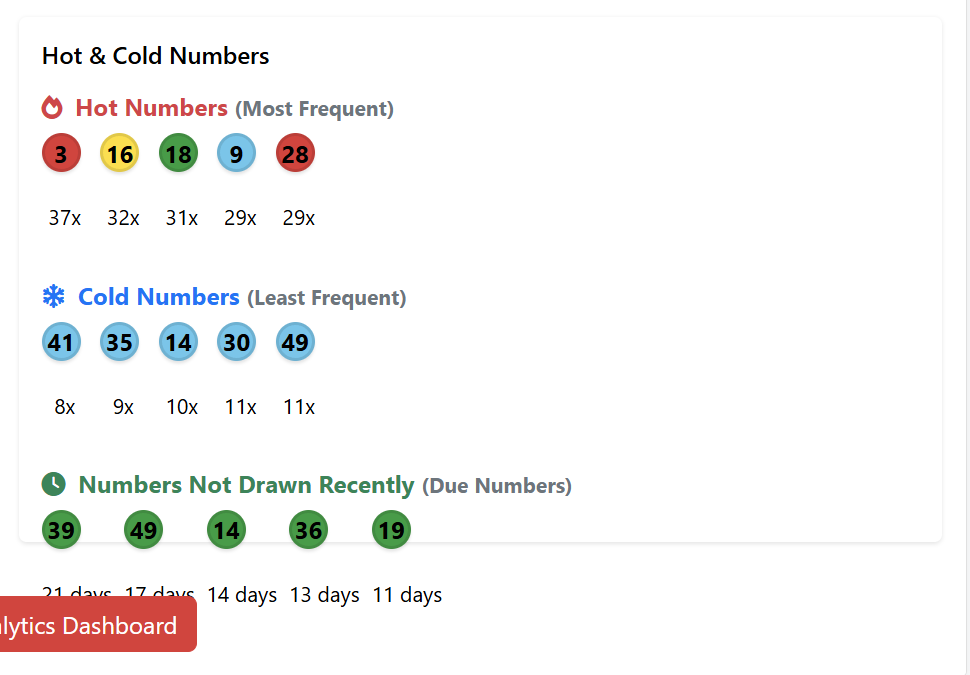 Hot & Cold Numbers
Hot Numbers (Most Frequent)
3 16 18 9 28
37x 32x 31x 29x 29x
Cold Numbers (Least Frequent)
41 35 14 30 49
8x 9x 10x 11x 11x
Numbers Not Drawn Recently (Due Numbers)
39 49 14 36 19
21 days 17 days 14 days 13 days 11 days
lytics Dashboard